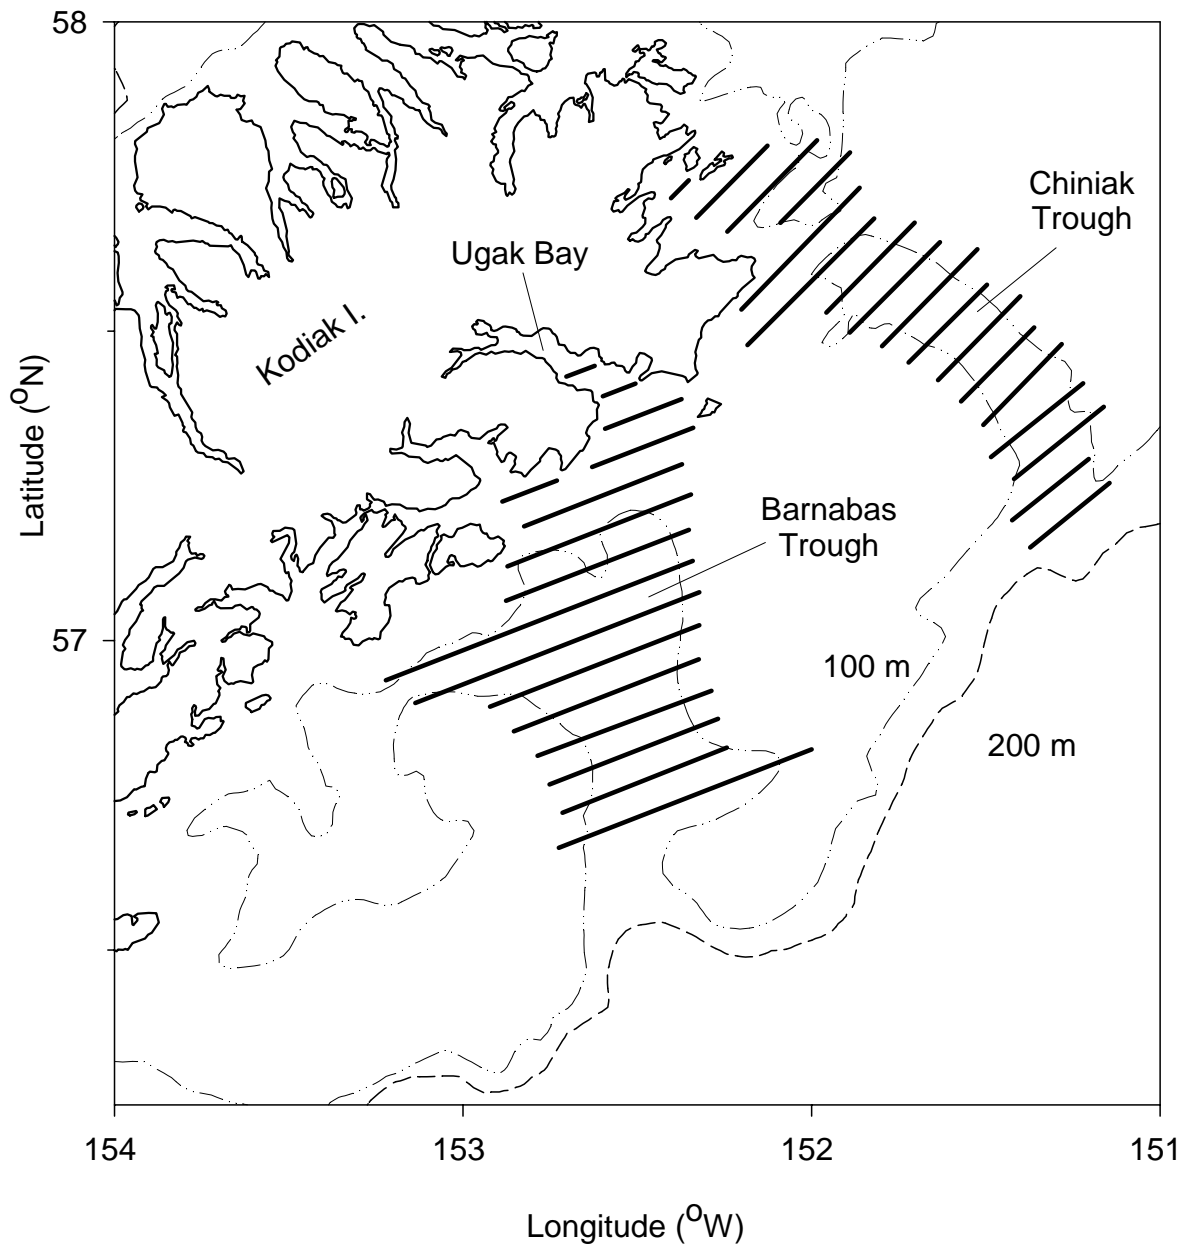 58
Chiniak
Trough
Ugak Bay
Kodiak I.
Latitude (°N)
Barnabas
Trough
57
100 m
200 m
154
153
152
151
Longitude (°W)